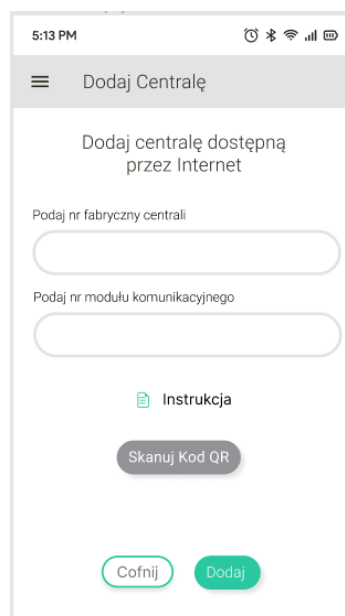 5:13 PM
Dodaj Centralę
Dodaj centralę dostępną
przez Internet
Podaj nr fabryczny centrali
Podaj nr modułu komunikacyjnego
Instrukcja
Skanuj Kod QR
Cofnij
Dodaj